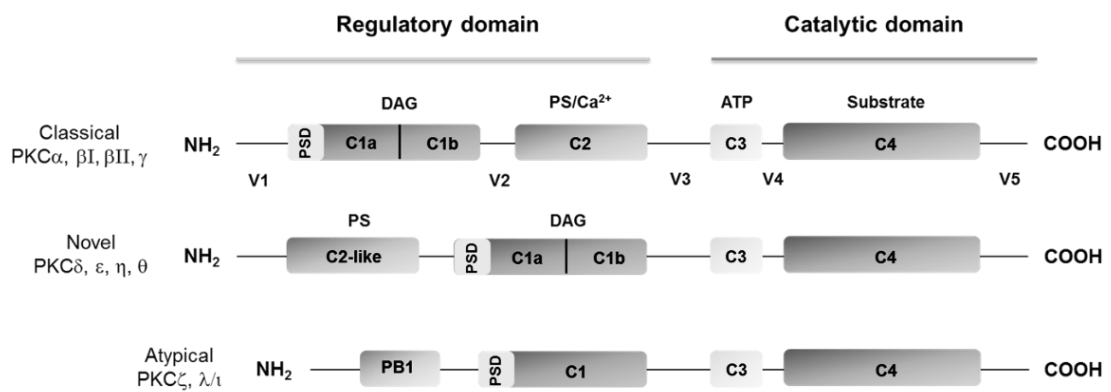 Regulatory domain
Catalytic domain
DAG
PS/Ca²⁺
ATP
Substrate
Classical
PKCα, βI, βII, γ
NH₂
PSD
C1a
C1b
C2
C3
C4
COOH
V1
V2
V3
V4
V5
PS
DAG
Novel
PKCδ, ε, η, θ
NH₂
C2-like
PSD
C1a
C1b
C3
C4
COOH
Atypical
PKCζ, λ/ι
NH₂
PB1
PSD
C1
C3
C4
COOH